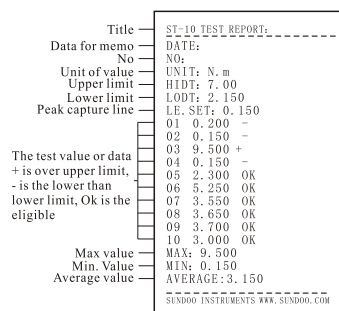 Title
Data for memo
No
Unit of value
Upper limit
Lower limit
Peak capture line
The test value or data
+ is over upper limit,
- is the lower than
lower limit, Ok is the
eligible
Max value
Min. Value
Average value
ST-10 TEST REPORT:
DATE:
NO:
UNIT: N.m
HIDT: 7.00
LODT: 2.150
LE.SET: 0.150
01 0.200 -
02 0.150 -
03 9.500 +
04 0.150 -
05 2.300 OK
06 5.250 OK
07 3.550 OK
08 3.650 OK
09 3.700 OK
10 3.000 OK
MAX: 9.500
MIN: 0.150
AVERAGE:3.150
SUNDOO INSTRUMENTS WWW.SUNDOO.COM